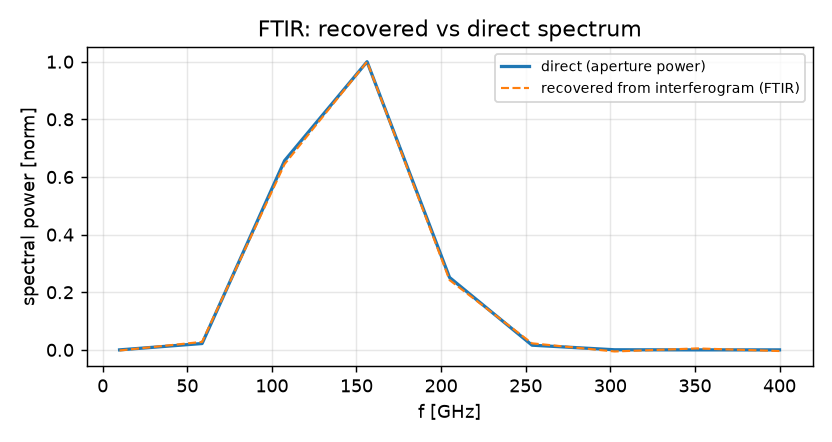 FTIR: recovered vs direct spectrum
direct (aperture power)
recovered from interferogram (FTIR)
spectral power [norm]
1.0
0.8
0.6
0.4
0.2
0.0
0 50 100 150 200 250 300 350 400
f [GHz]